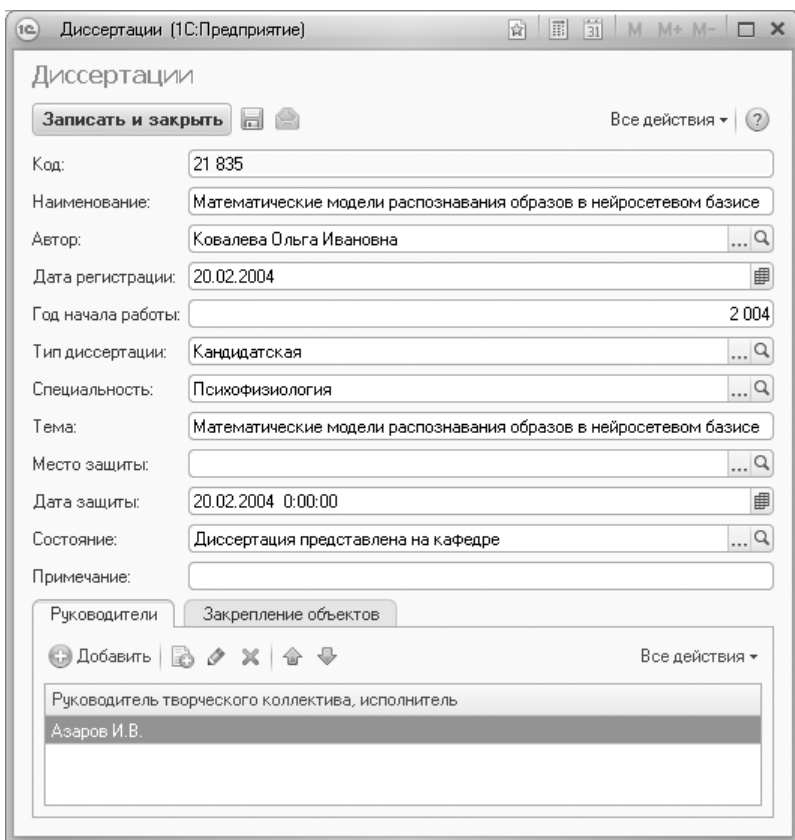 1С Диссертации (1С:Предприятие) 31 M M+ M-
Диссертации
Записать и закрыть Все действия ?
Код: 21 835
Наименование: Математические модели распознавания образов в нейросетевом базисе
Автор: Ковалева Ольга Ивановна ...
Дата регистрации: 20.02.2004
Год начала работы: 2 004
Тип диссертации: Кандидатская ...
Специальность: Психофизиология ...
Тема: Математические модели распознавания образов в нейросетевом базисе
Место защиты: ...
Дата защиты: 20.02.2004 0:00:00
Состояние: Диссертация представлена на кафедре ...
Примечание:
Руководители Закрепление объектов
Добавить Все действия
Руководитель творческого коллектива, исполнитель
Азаров И.В.